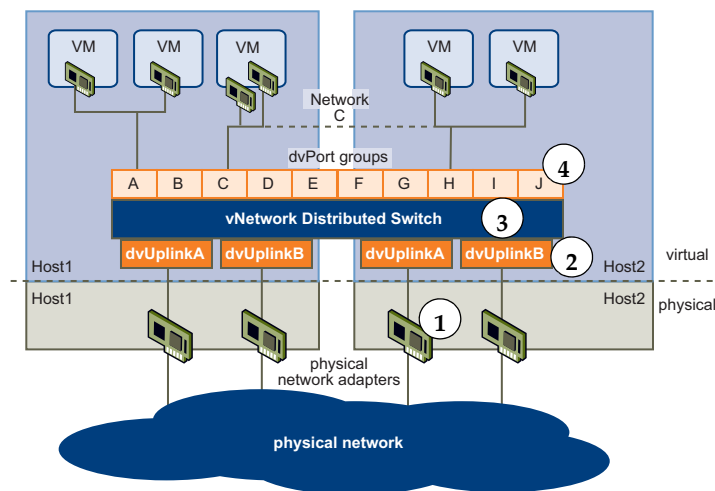 VM
VM
VM
VM
VM
Network
C
dvPort groups
4
A B C D E F G H I J
vNetwork Distributed Switch
3
dvUplinkA
dvUplinkB
dvUplinkA
dvUplinkB
2
Host1
Host2
virtual
Host1
Host2
physical
1
physical
network adapters
physical network